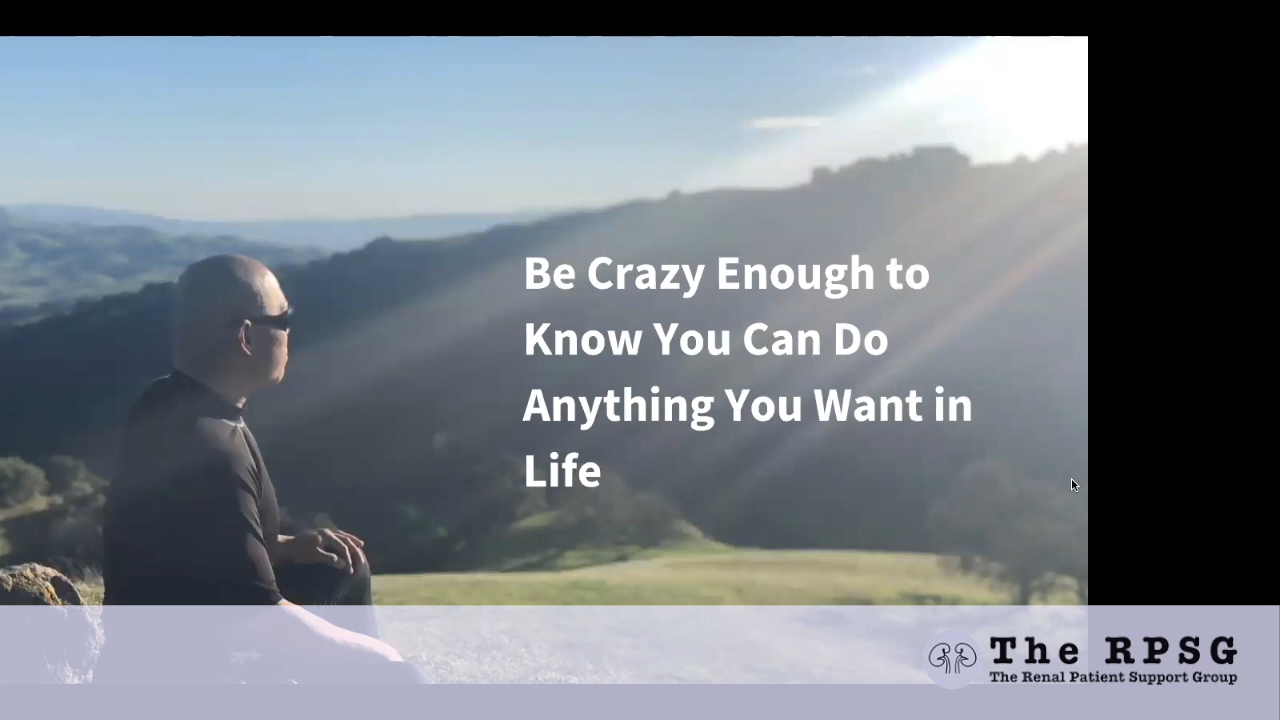 Be Crazy Enough to
Know You Can Do
Anything You Want in
Life
The RPSG
The Renal Patient Support Group